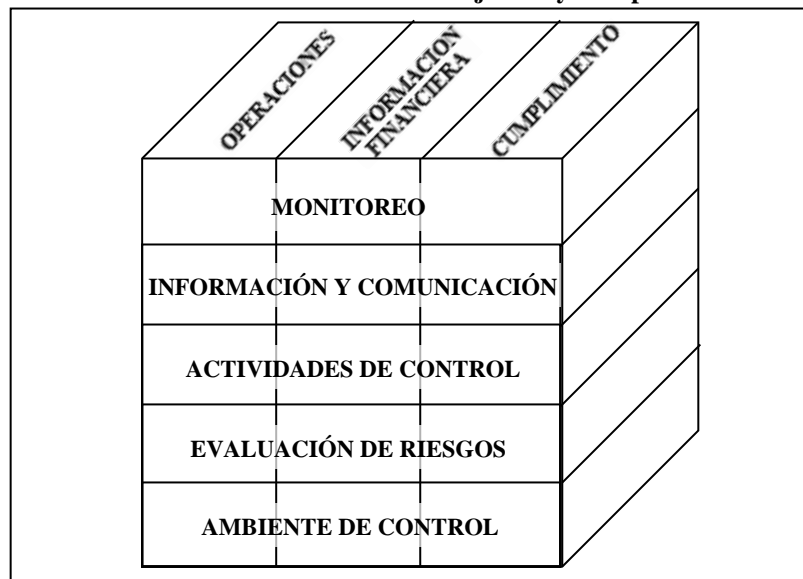 OPERACIONES
INFORMACION
FINANCIERA
CUMPLIMIENTO
MONITOREO
INFORMACIÓN Y COMUNICACIÓN
ACTIVIDADES DE CONTROL
EVALUACIÓN DE RIESGOS
AMBIENTE DE CONTROL